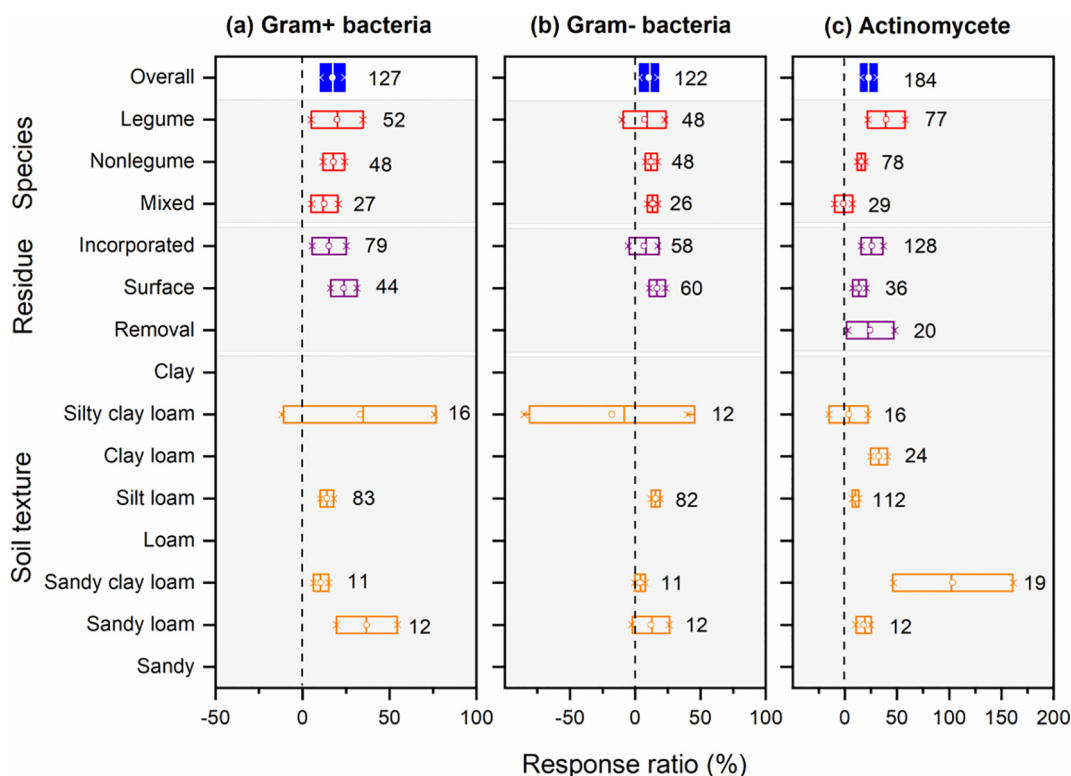 (a) Gram+ bacteria (b) Gram- bacteria (c) Actinomycete
Overall 127 122 184
Species
Legume 52 48 77
Nonlegume 48 48 78
Mixed 27 26 29
Residue
Incorporated 79 58 128
Surface 44 60 36
Removal 20
Soil texture
Clay
Silty clay loam 16 12 16
Clay loam 24
Silt loam 83 82 112
Loam
Sandy clay loam 11 11 19
Sandy loam 12 12 12
Sandy
-50 0 50 100 -50 0 50 100 0 50 100 150 200
Response ratio (%)